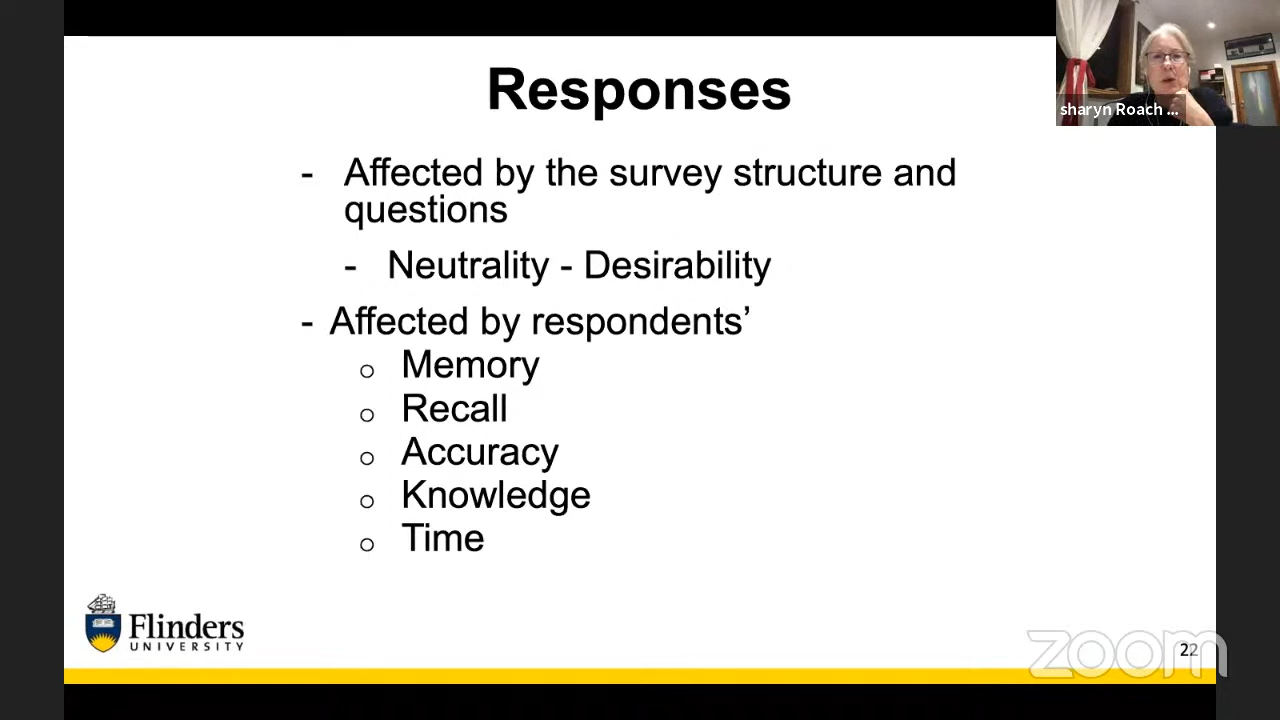 Responses
sharyn Roach ...
- Affected by the survey structure and
questions
- Neutrality - Desirability
- Affected by respondents’
o Memory
o Recall
o Accuracy
o Knowledge
o Time
Flinders
UNIVERSITY
zoom
22